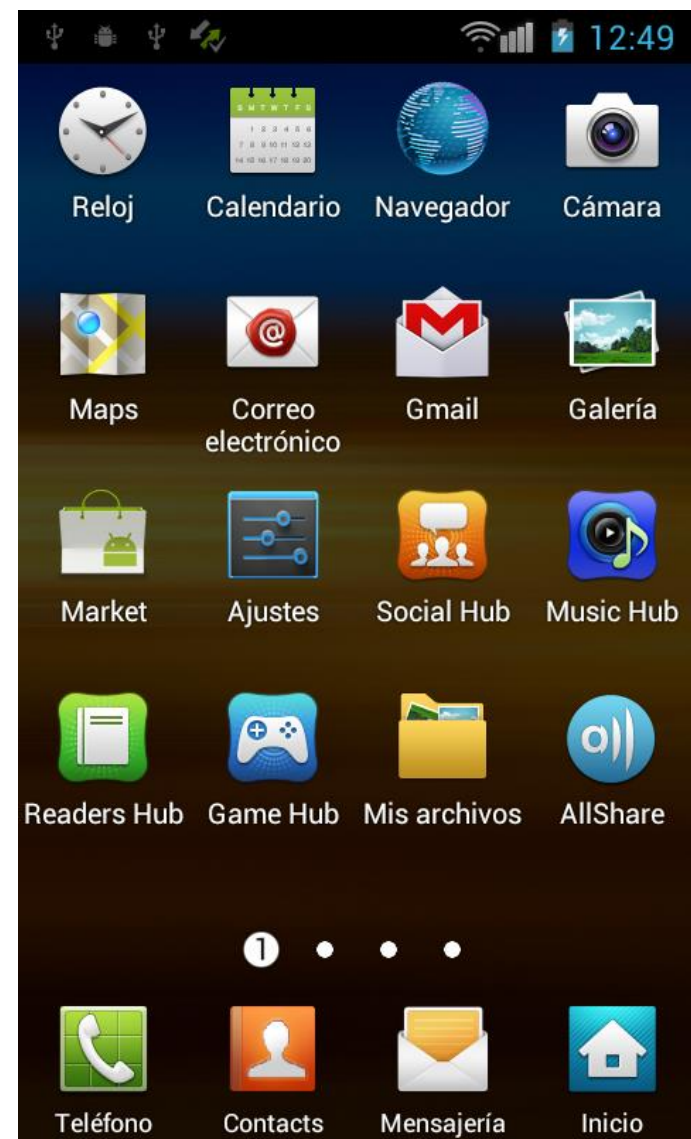 12:49
Reloj
Calendario
Navegador
Cámara
Maps
Correo
electrónico
Gmail
Galería
Market
Ajustes
Social Hub
Music Hub
Readers Hub
Game Hub
Mis archivos
AllShare
1
Teléfono
Contacts
Mensajería
Inicio